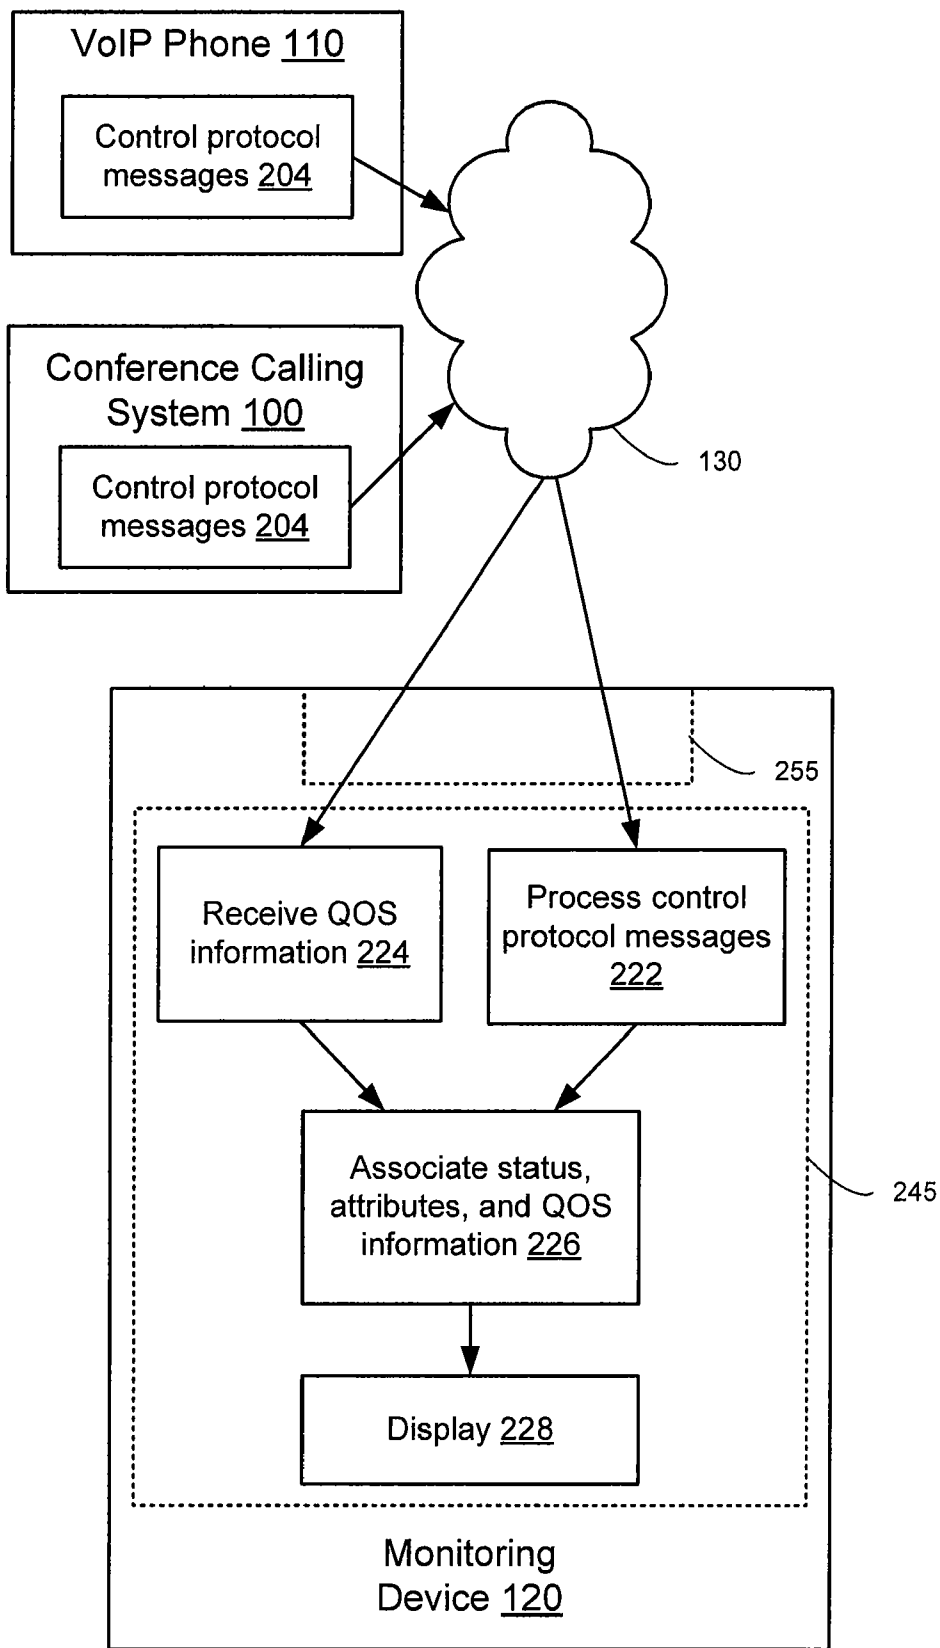 VoIP Phone 110
Control protocol
messages 204
Conference Calling
System 100
Control protocol
messages 204
130
255
Receive QOS
information 224
Process control
protocol messages
222
Associate status,
attributes, and QOS
information 226
245
Display 228
Monitoring
Device 120